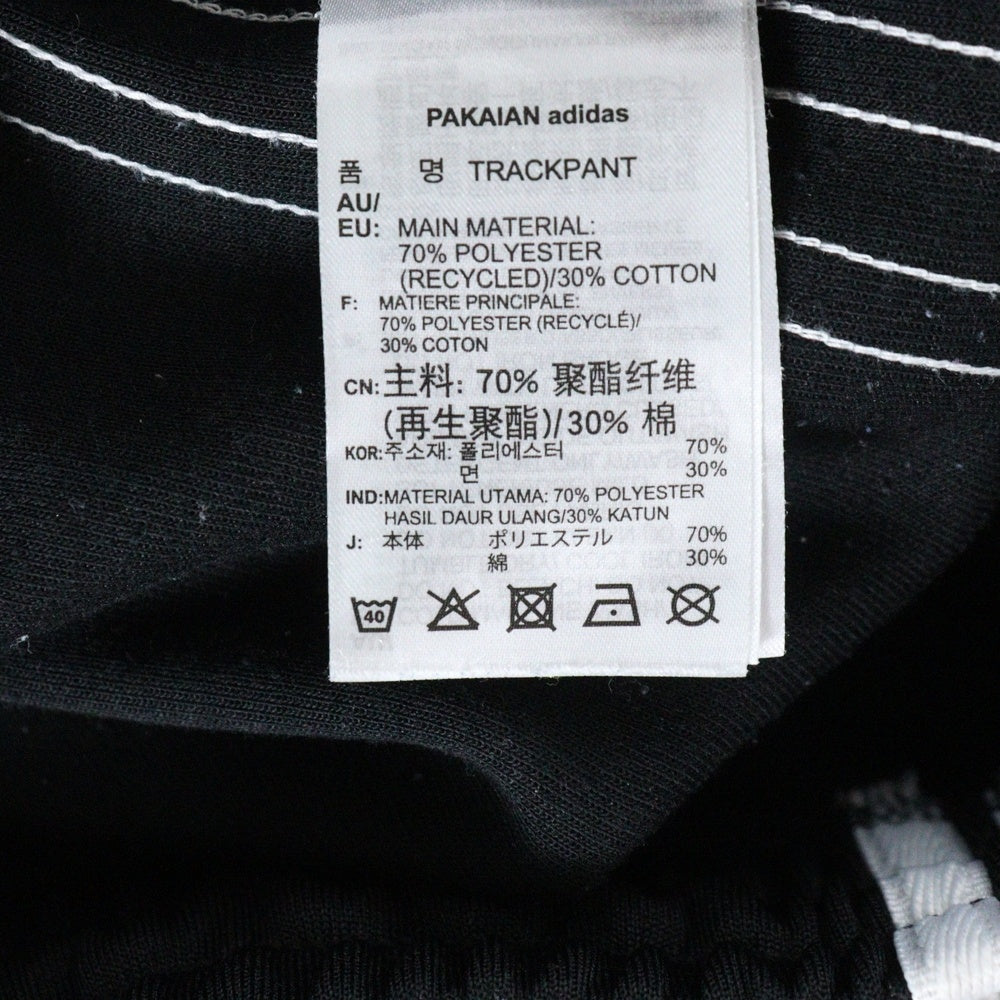 PAKAIAN adidas
품 명 TRACKPANT
AU/
EU: MAIN MATERIAL:
70% POLYESTER
(RECYCLED)/30% COTTON
F: MATIERE PRINCIPALE:
70% POLYESTER (RECYCLÉ)/
30% COTON
CN: 主料: 70% 聚酯纤维
(再生聚酯)/30% 棉
KOR: 주소재: 폴리에스터 70%
면 30%
IND: MATERIAL UTAMA: 70% POLYESTER
HASIL DAUR ULANG/30% KATUN
J: 本体 ポリエステル 70%
綿 30%
40